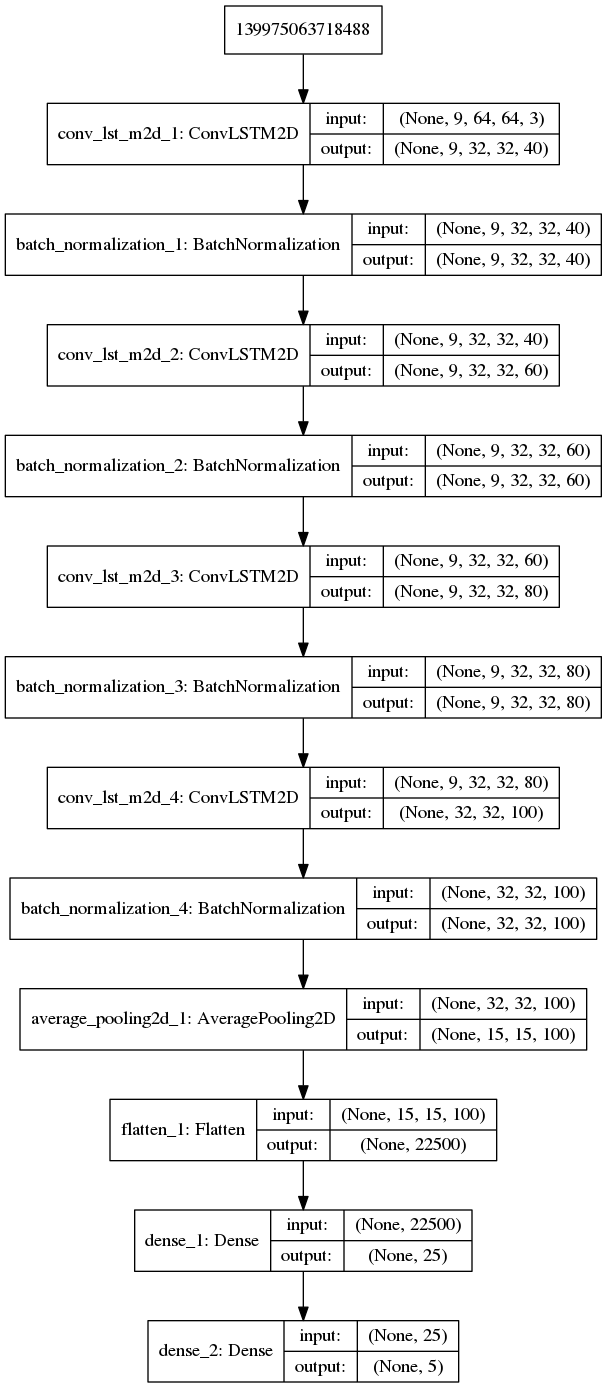 139975063718488
conv_lst_m2d_1: ConvLSTM2D
input: (None, 9, 64, 64, 3)
output: (None, 9, 32, 32, 40)
batch_normalization_1: BatchNormalization
input: (None, 9, 32, 32, 40)
output: (None, 9, 32, 32, 40)
conv_lst_m2d_2: ConvLSTM2D
input: (None, 9, 32, 32, 40)
output: (None, 9, 32, 32, 60)
batch_normalization_2: BatchNormalization
input: (None, 9, 32, 32, 60)
output: (None, 9, 32, 32, 60)
conv_lst_m2d_3: ConvLSTM2D
input: (None, 9, 32, 32, 60)
output: (None, 9, 32, 32, 80)
batch_normalization_3: BatchNormalization
input: (None, 9, 32, 32, 80)
output: (None, 9, 32, 32, 80)
conv_lst_m2d_4: ConvLSTM2D
input: (None, 9, 32, 32, 80)
output: (None, 32, 32, 100)
batch_normalization_4: BatchNormalization
input: (None, 32, 32, 100)
output: (None, 32, 32, 100)
average_pooling2d_1: AveragePooling2D
input: (None, 32, 32, 100)
output: (None, 15, 15, 100)
flatten_1: Flatten
input: (None, 15, 15, 100)
output: (None, 22500)
dense_1: Dense
input: (None, 22500)
output: (None, 25)
dense_2: Dense
input: (None, 25)
output: (None, 5)